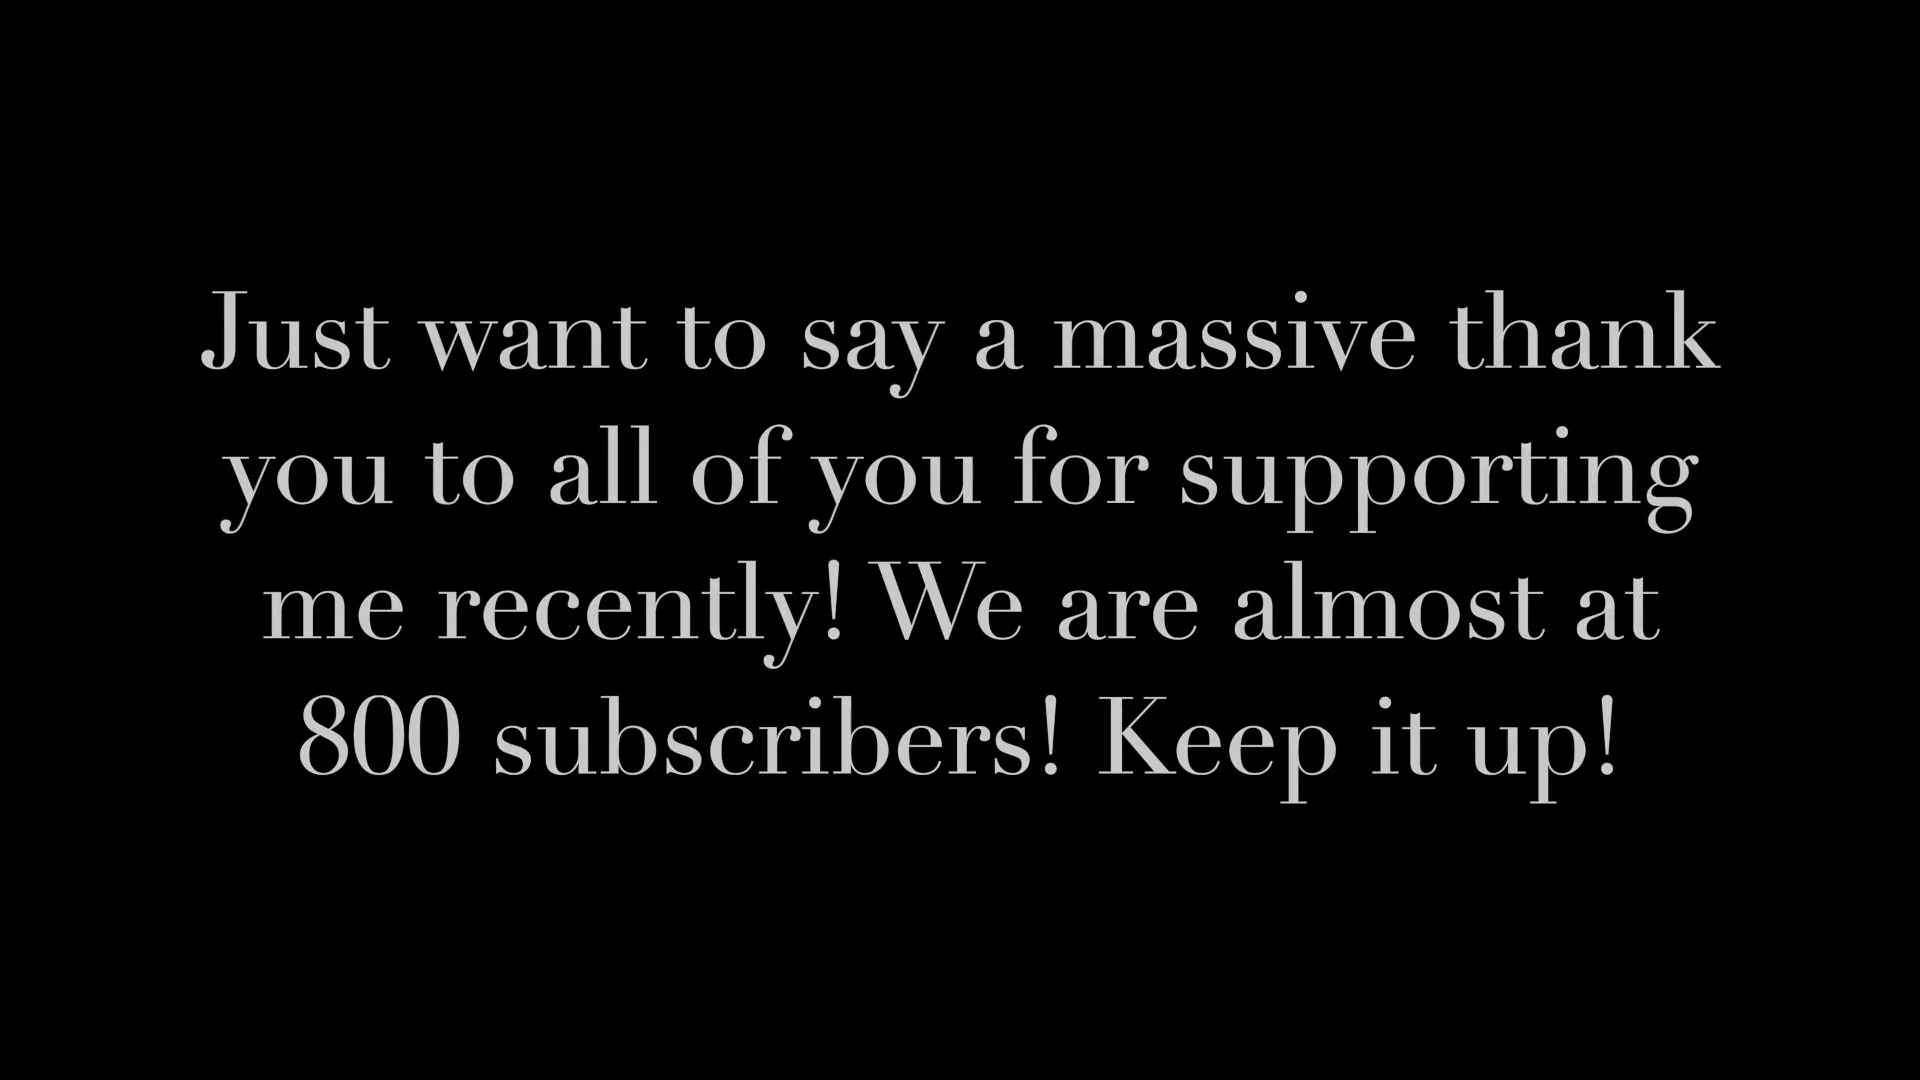 Just want to say a massive thank
you to all of you for supporting
me recently! We are almost at
800 subscribers! Keep it up!